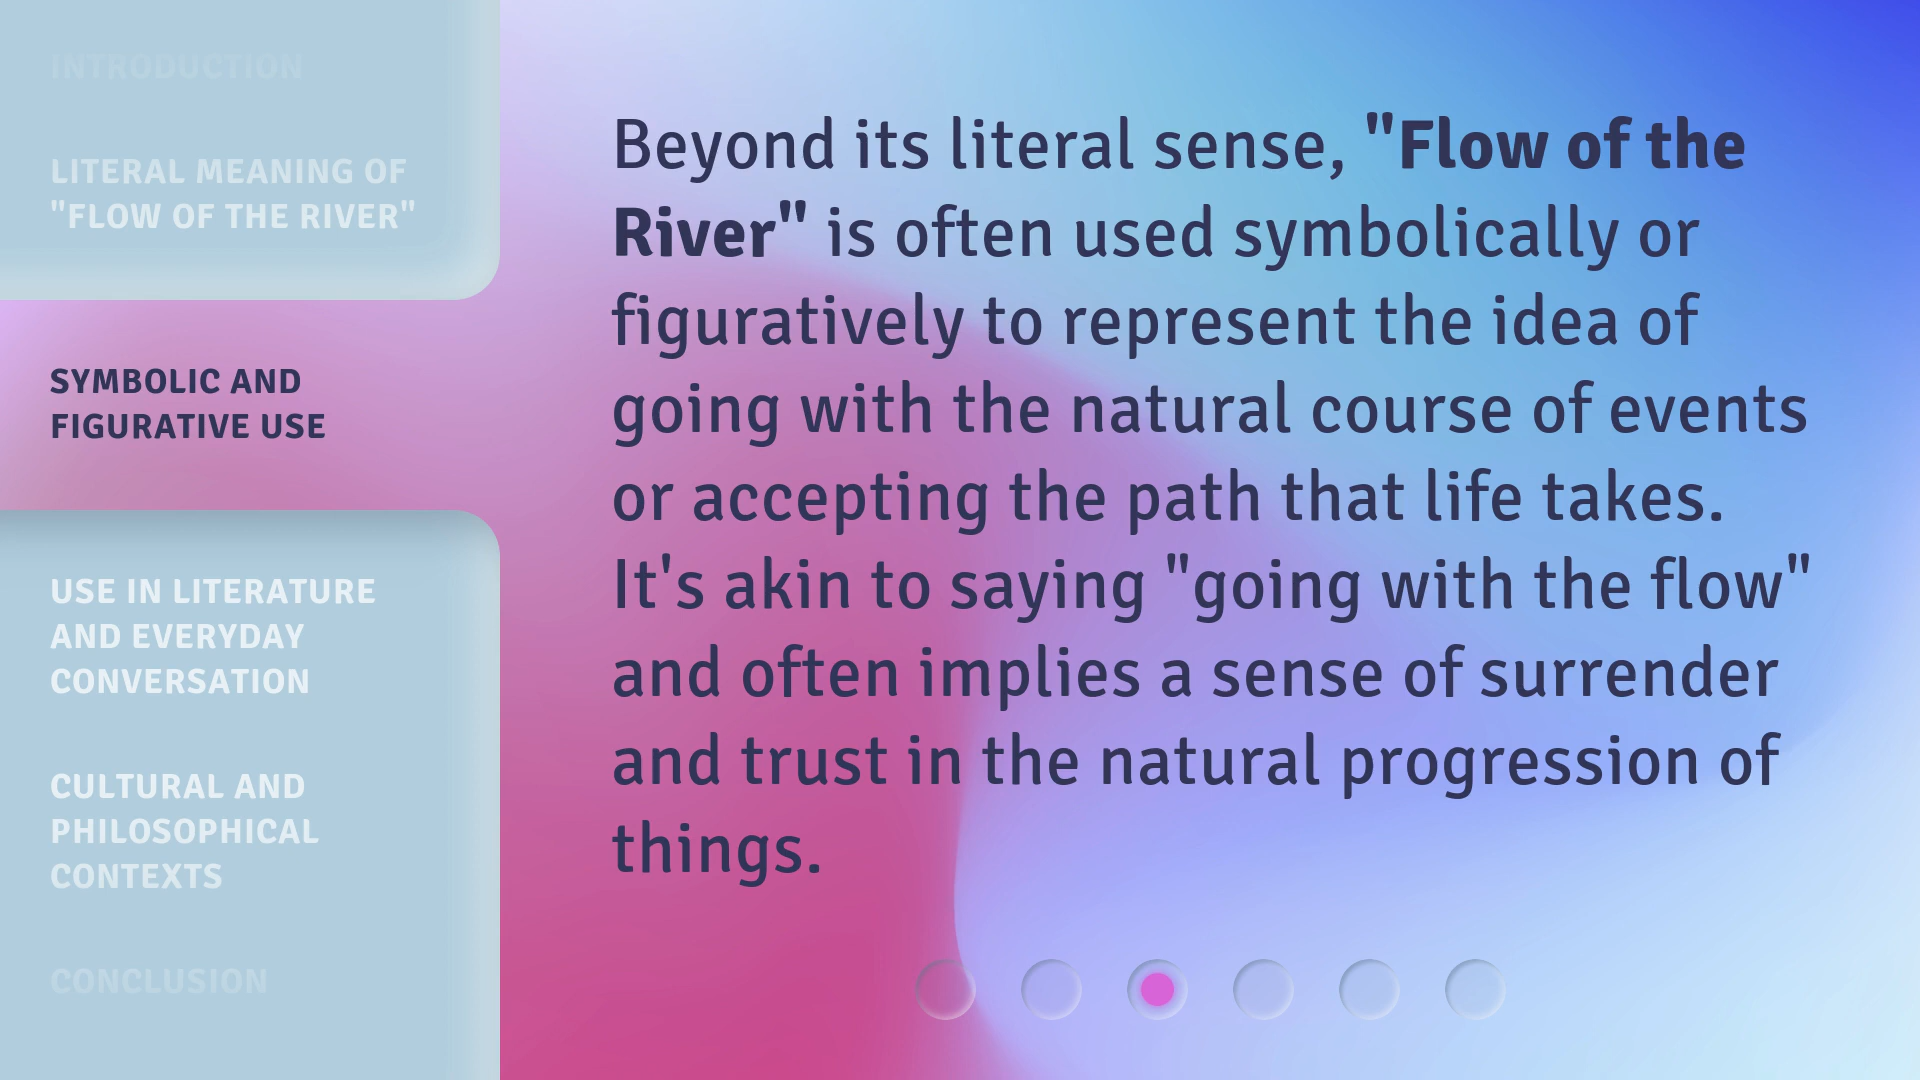 INTRODUCTION
LITERAL MEANING OF
"FLOW OF THE RIVER"
SYMBOLIC AND
FIGURATIVE USE
USE IN LITERATURE
AND EVERYDAY
CONVERSATION
CULTURAL AND
PHILOSOPHICAL
CONTEXTS
CONCLUSION
Beyond its literal sense, "Flow of the
River" is often used symbolically or
figuratively to represent the idea of
going with the natural course of events
or accepting the path that life takes.
It's akin to saying "going with the flow"
and often implies a sense of surrender
and trust in the natural progression of
things.